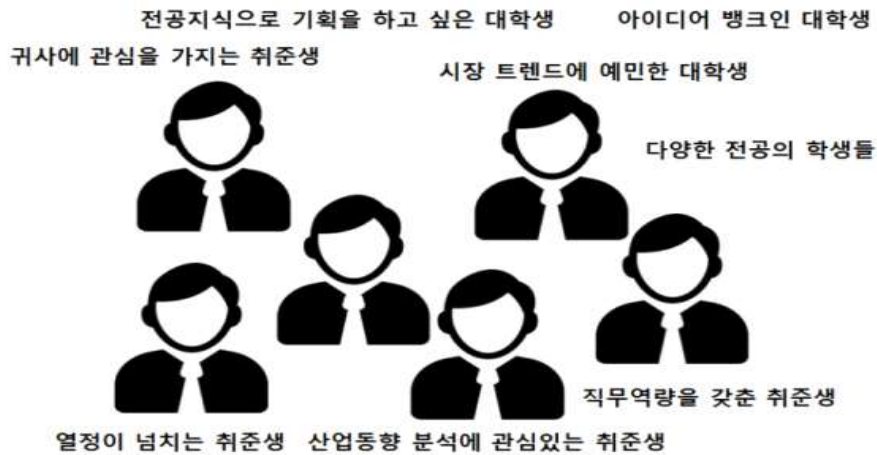 전공지식으로 기획을 하고 싶은 대학생
아이디어 뱅크인 대학생
귀사에 관심을 가지는 취준생
시장 트렌드에 예민한 대학생
다양한 전공의 학생들
직무역량을 갖춘 취준생
열정이 넘치는 취준생
산업동향 분석에 관심있는 취준생